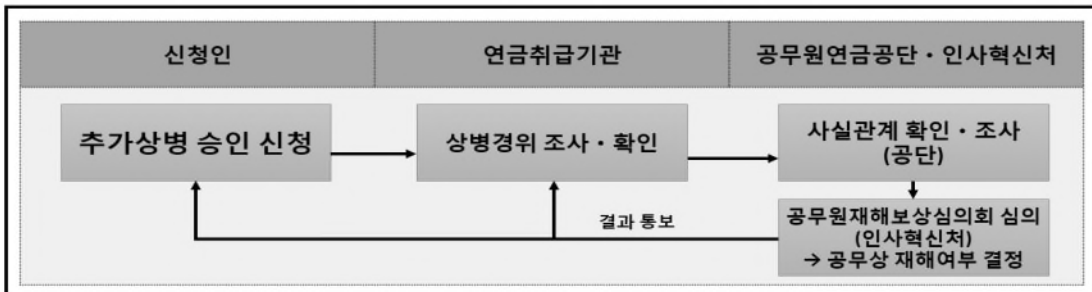 신청인
연금취급기관
공무원연금공단・인사혁신처
추가상병 승인 신청
상병경위 조사・확인
사실관계 확인・조사
(공단)
결과 통보
공무원재해보상심의회 심의
(인사혁신처)
→ 공무상 재해여부 결정